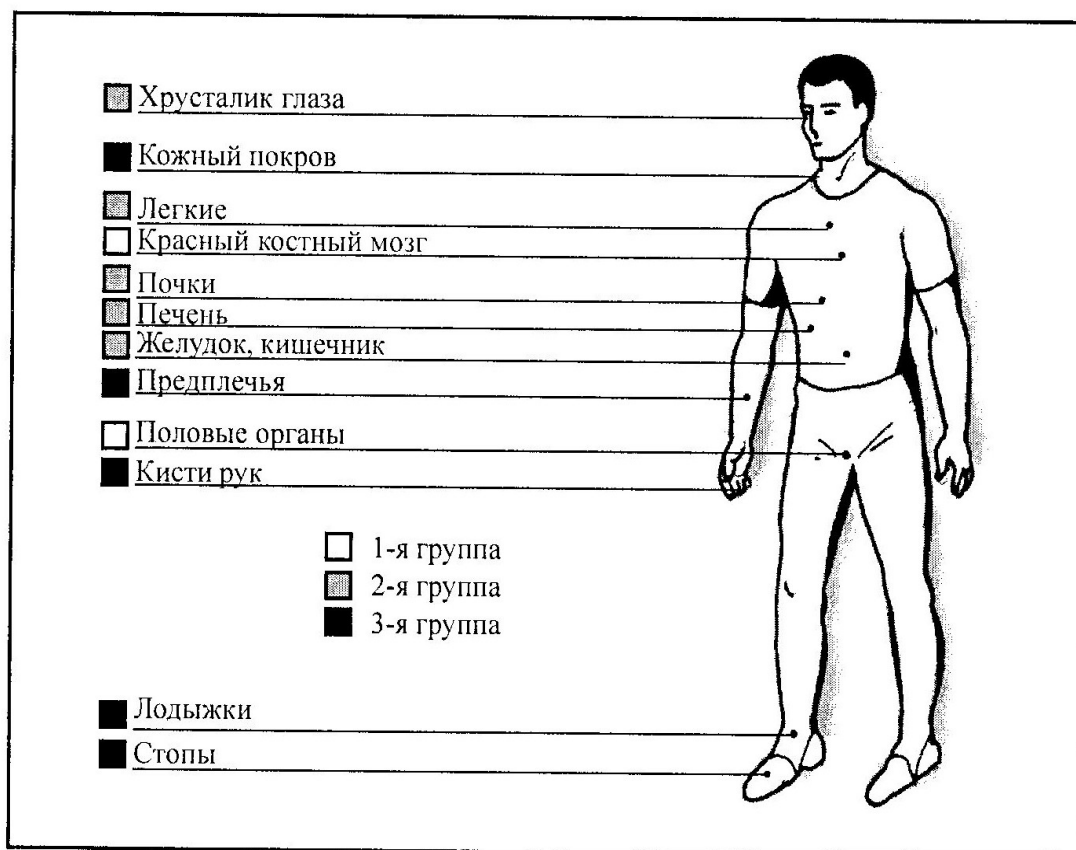 Хрусталик глаза
Кожный покров
Легкие
Красный костный мозг
Почки
Печень
Желудок, кишечник
Предплечья
Половые органы
Кисти рук
1-я группа
2-я группа
3-я группа
Лодыжки
Стопы